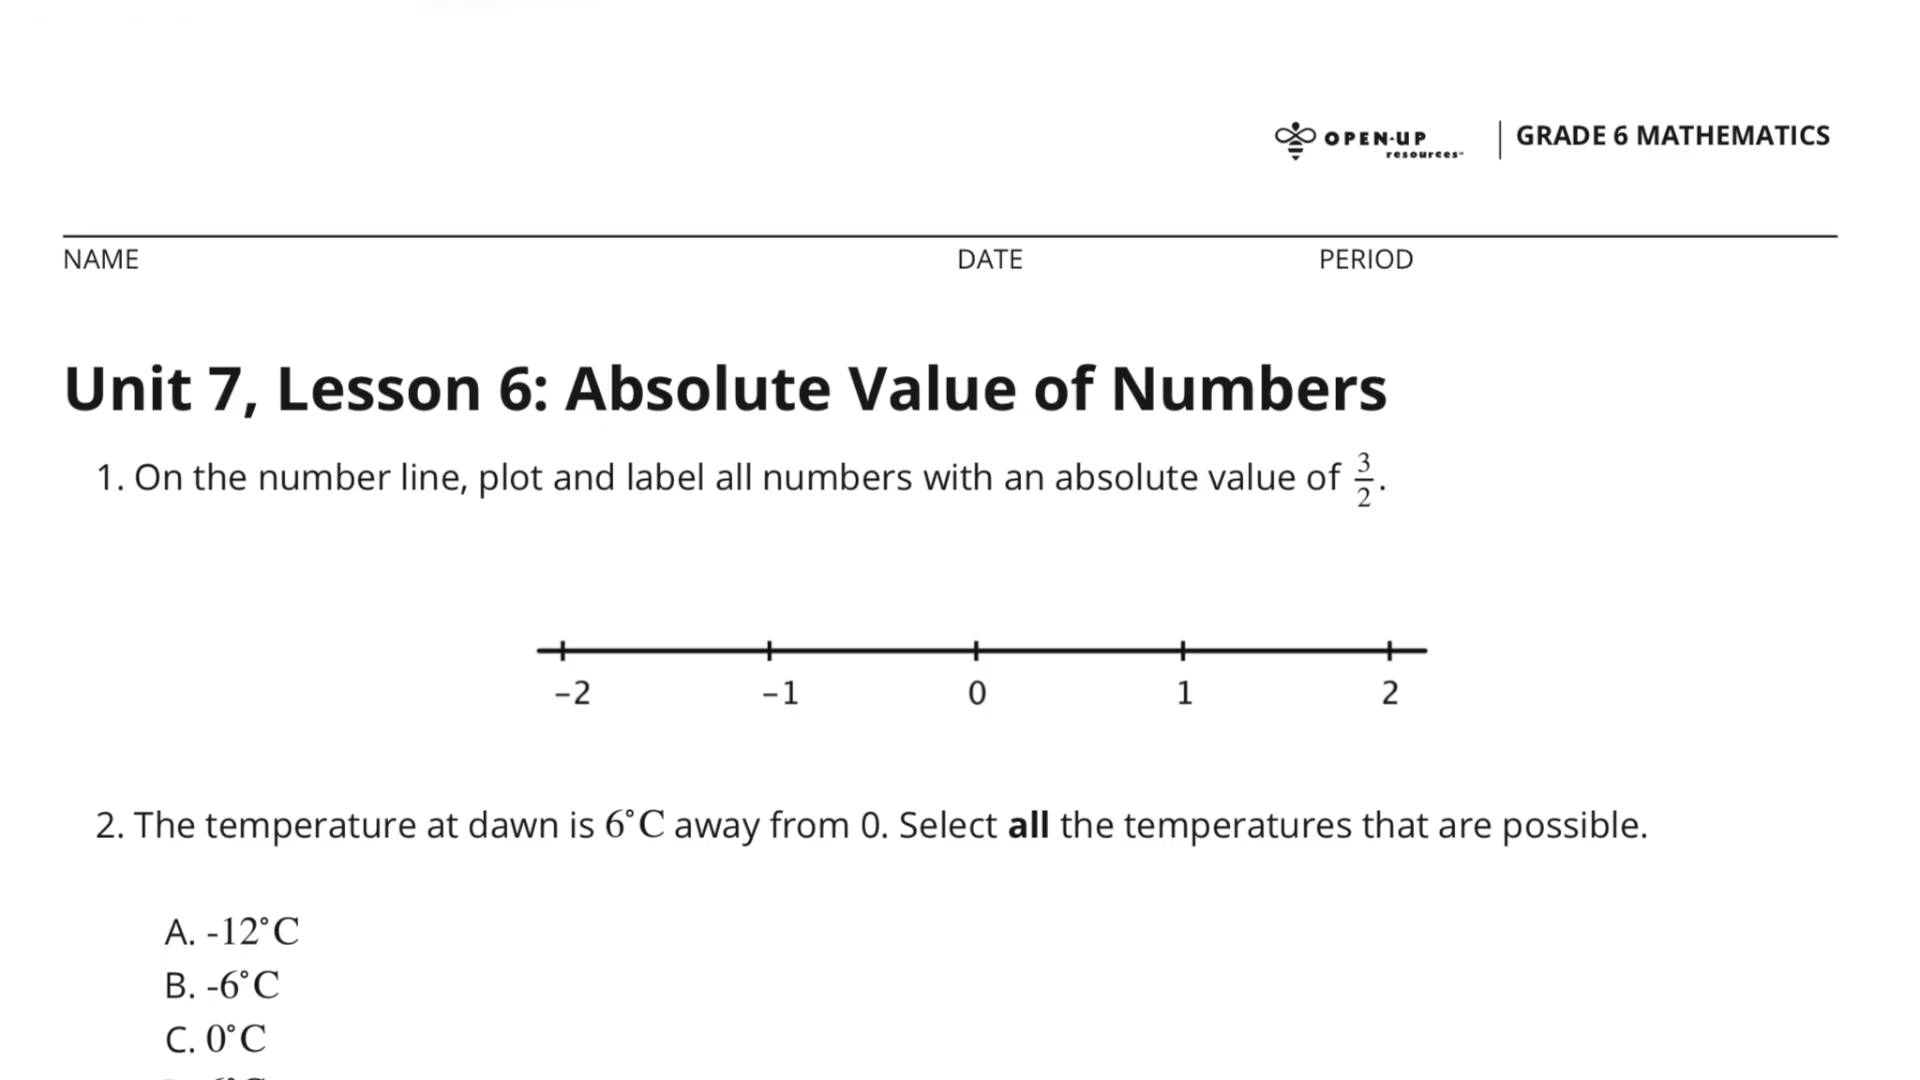 OPEN-UP
resources™
GRADE 6 MATHEMATICS
NAME DATE PERIOD
Unit 7, Lesson 6: Absolute Value of Numbers
1. On the number line, plot and label all numbers with an absolute value of 3/2.
−2 −1 0 1 2
2. The temperature at dawn is 6°C away from 0. Select all the temperatures that are possible.
A. -12°C
B. -6°C
C. 0°C